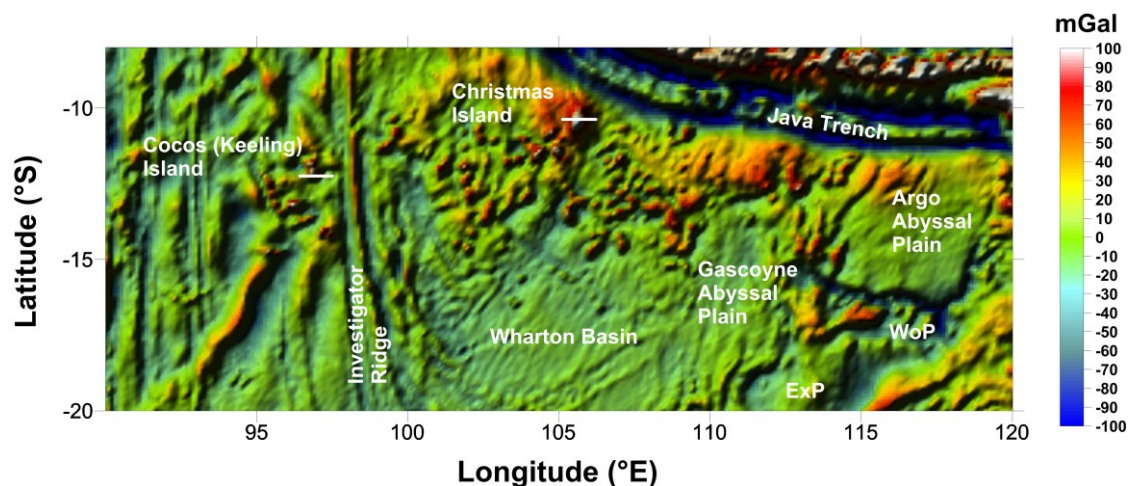 mGal
100
90
80
70
60
50
40
30
20
10
0
-10
-20
-30
-40
-50
-60
-70
-80
-90
-100
Latitude (°S)
-10
-15
-20
Christmas
Island
Java Trench
Cocos (Keeling)
Island
Argo
Abyssal
Plain
Gascoyne
Abyssal
Plain
Investigator
Ridge
Wharton Basin
WoP
ExP
95
100
105
110
115
120
Longitude (°E)